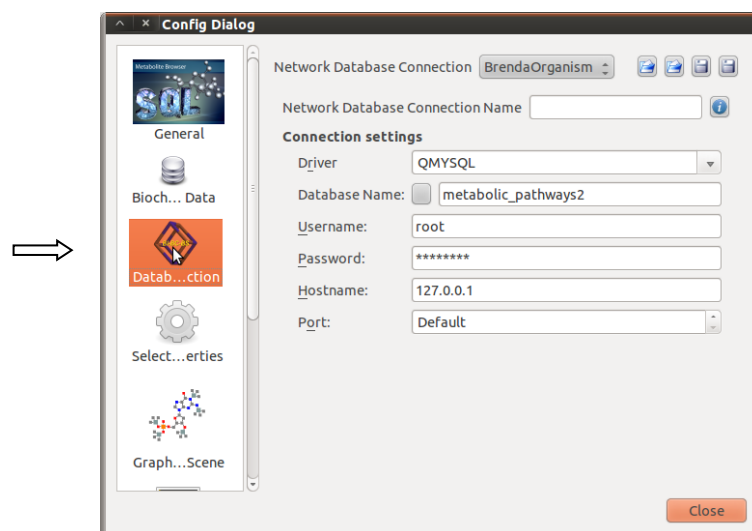 Config Dialog
Network Database Connection BrendaOrganism
Network Database Connection Name
Connection settings
Driver QMYSQL
Database Name: metabolic_pathways2
Username: root
Password: ********
Hostname: 127.0.0.1
Port: Default
Metabolite Browser
SQL
General
Bioch... Data
Datab...ction
Select...erties
Graph...Scene
Close